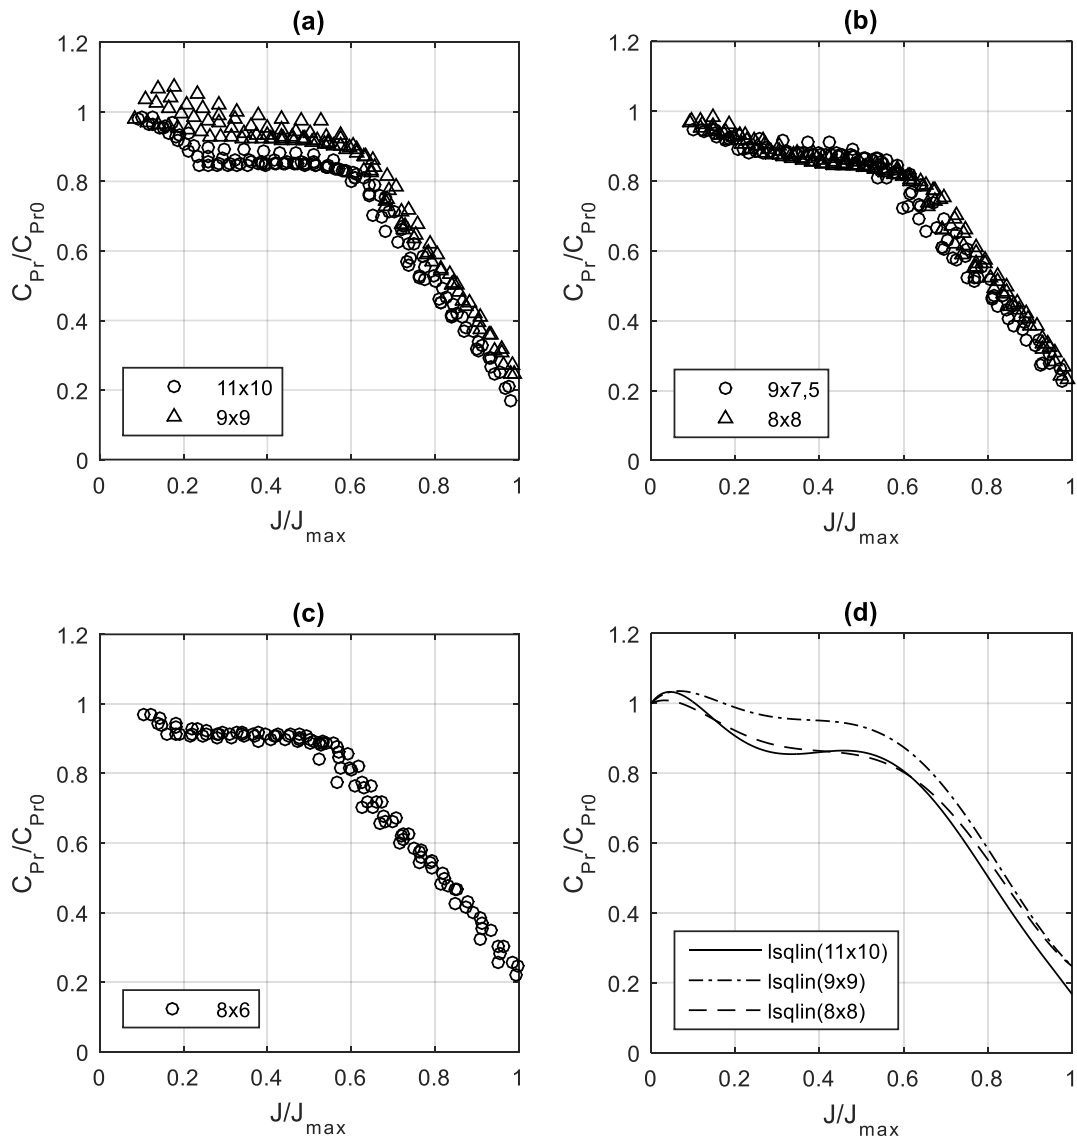 (a)
1.2
1
0.8
0.6
0.4
0.2
0
C_Pr/C_Pr0
11x10
9x9
0 0.2 0.4 0.6 0.8 1
J/J_max
(b)
1.2
1
0.8
0.6
0.4
0.2
0
C_Pr/C_Pr0
9x7,5
8x8
0 0.2 0.4 0.6 0.8 1
J/J_max
(c)
1.2
1
0.8
0.6
0.4
0.2
0
C_Pr/C_Pr0
8x6
0 0.2 0.4 0.6 0.8 1
J/J_max
(d)
1.2
1
0.8
0.6
0.4
0.2
0
C_Pr/C_Pr0
lsqlin(11x10)
lsqlin(9x9)
lsqlin(8x8)
0 0.2 0.4 0.6 0.8 1
J/J_max